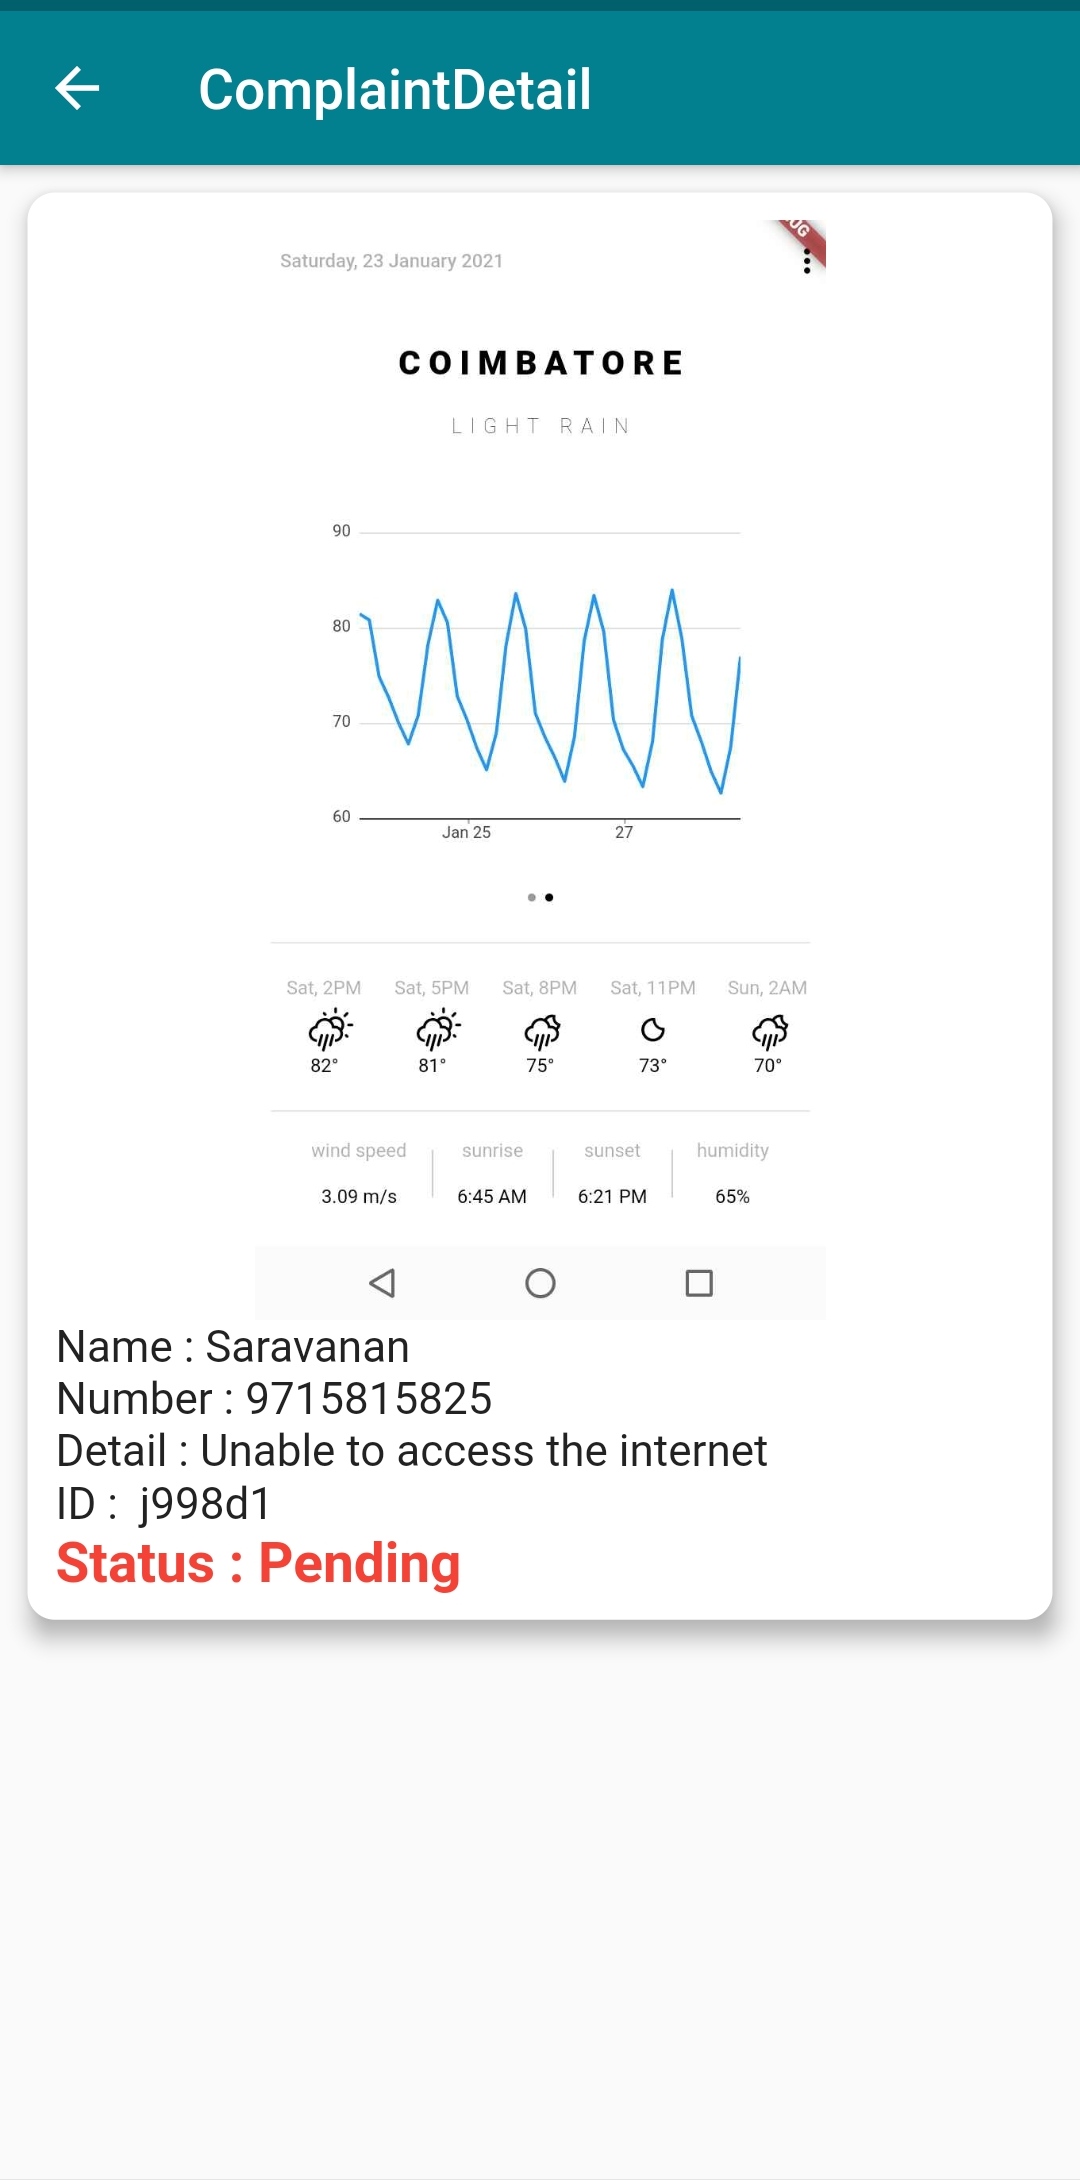 ComplaintDetail
Saturday, 23 January 2021
COIMBATORE
LIGHT RAIN
90
80
70
60
Jan 25 27
Sat, 2PM Sat, 5PM Sat, 8PM Sat, 11PM Sun, 2AM
82° 81° 75° 73° 70°
wind speed sunrise sunset humidity
3.09 m/s 6:45 AM 6:21 PM 65%
Name : Saravanan
Number : 9715815825
Detail : Unable to access the internet
ID : j998d1
Status : Pending